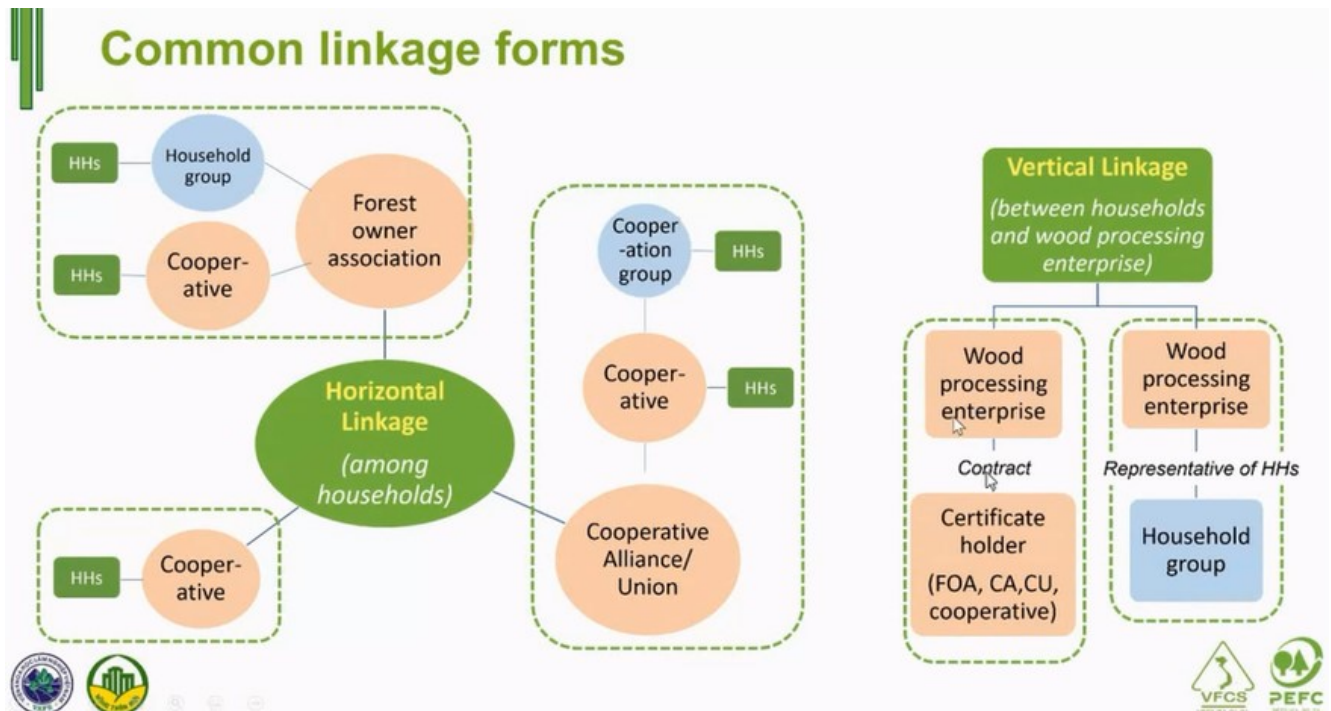 Common linkage forms
HHs
Household
group
HHs
Cooper-
ative
Forest
owner
association
Horizontal
Linkage
(among
households)
HHs
Cooper-
ative
Cooper
-ation
group
HHs
Cooper-
ative
HHs
Cooperative
Alliance/
Union
Vertical Linkage
(between households
and wood processing
enterprise)
Wood
processing
enterprise
Contract
Certificate
holder
(FOA, CA,CU,
cooperative)
Wood
processing
enterprise
Representative of HHs
Household
group
VFCS
PEFC